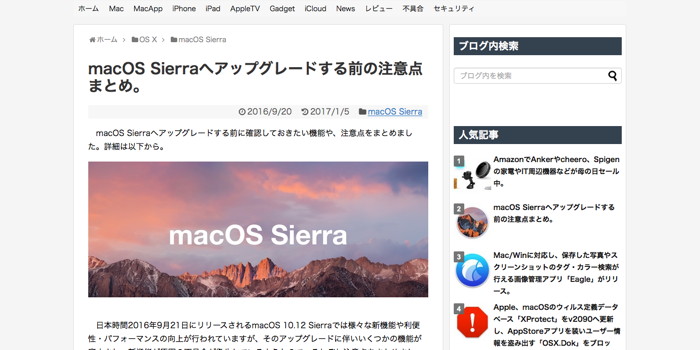 ホーム Mac MacApp iPhone iPad AppleTV Gadget iCloud News レビュー 不具合 セキュリティ
ホーム › OS X › macOS Sierra
macOS Sierraへアップグレードする前の注意点
まとめ。
2016/9/20 2017/1/5 macOS Sierra
macOS Sierraへアップグレードする前に確認しておきたい機能や、注意点をまとめまし
た。詳細は以下から。
macOS Sierra
日本時間2016年9月21日にリリースされるmacOS 10.12 Sierraでは様々な新機能や利便
性・パフォーマンスの向上が行われていますが、そのアップグレードに伴いいくつかの機能が
ブログ内検索
ブログ内を検索
人気記事
1
AmazonでAnkerやcheero、Spigen
の家電やIT周辺機器などが母の日セール
中。
2
macOS Sierraへアップグレードする
前の注意点まとめ。
3
Mac/Winに対応し、保存した写真やス
クリーンショットのタグ・カラー検索が
行える画像管理アプリ「Eagle」がリリ
ース。
4
Apple、macOSのウィルス定義データ
ベース「XProtect」をv2090へ更新
し、AppStoreアプリを装いユーザー情
報を盗み出す「OSX.Dok」をブロッ